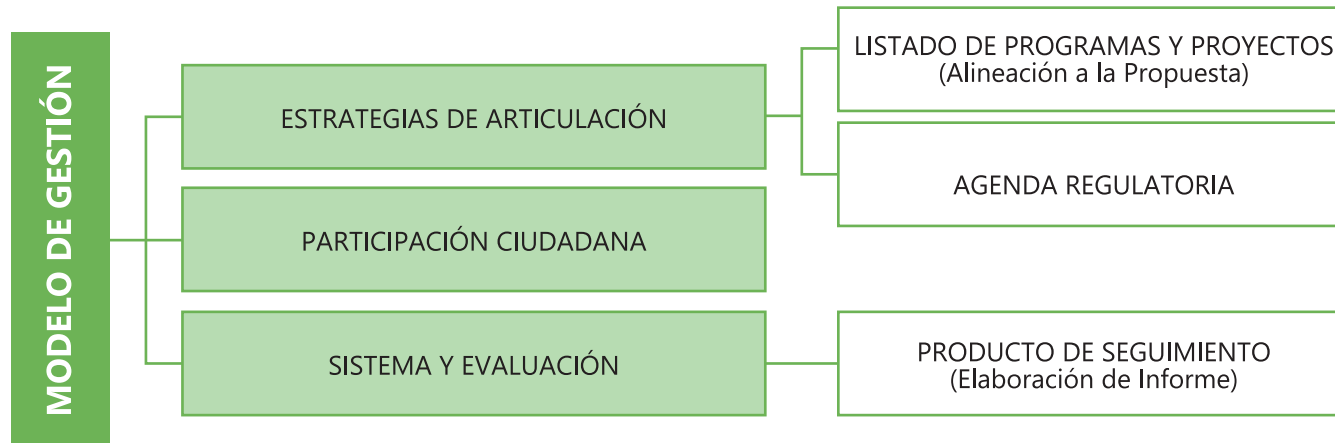 MODELO DE GESTIÓN
ESTRATEGIAS DE ARTICULACIÓN
LISTADO DE PROGRAMAS Y PROYECTOS
(Alineación a la Propuesta)
AGENDA REGULATORIA
PARTICIPACIÓN CIUDADANA
SISTEMA Y EVALUACIÓN
PRODUCTO DE SEGUIMIENTO
(Elaboración de Informe)